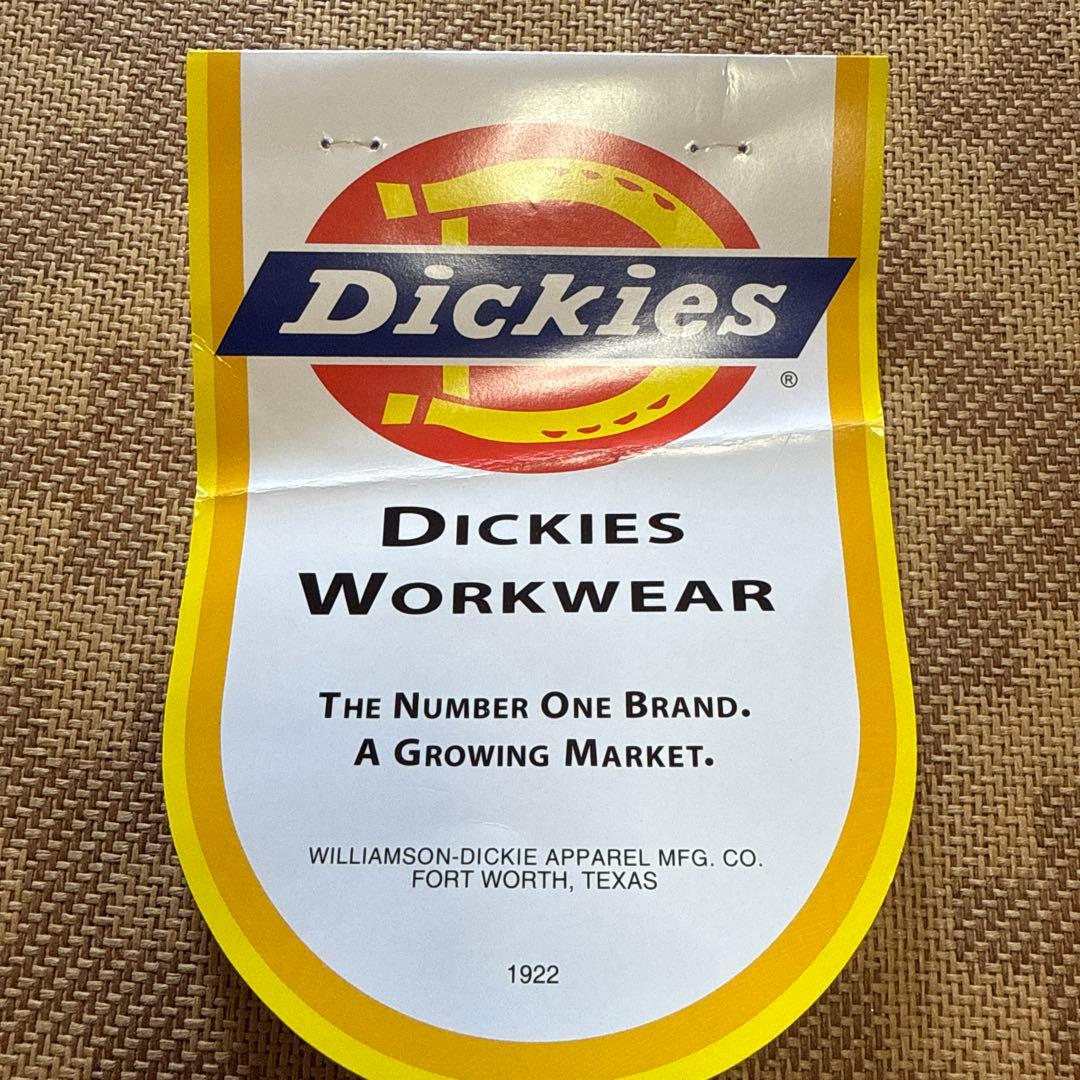 Dickies
®
DICKIES
WORKWEAR
THE NUMBER ONE BRAND.
A GROWING MARKET.
WILLIAMSON-DICKIE APPAREL MFG. CO.
FORT WORTH, TEXAS
1922